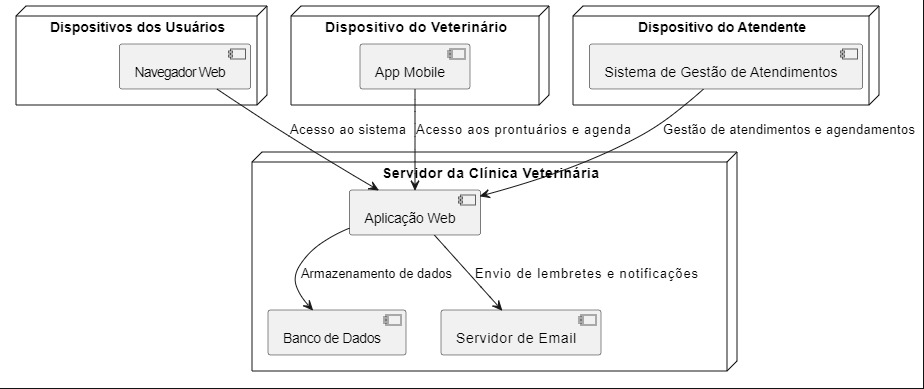 Dispositivos dos Usuários
Navegador Web
Dispositivo do Veterinário
App Mobile
Dispositivo do Atendente
Sistema de Gestão de Atendimentos
Acesso ao sistema
Acesso aos prontuários e agenda
Gestão de atendimentos e agendamentos
Servidor da Clínica Veterinária
Aplicação Web
Armazenamento de dados
Envio de lembretes e notificações
Banco de Dados
Servidor de Email